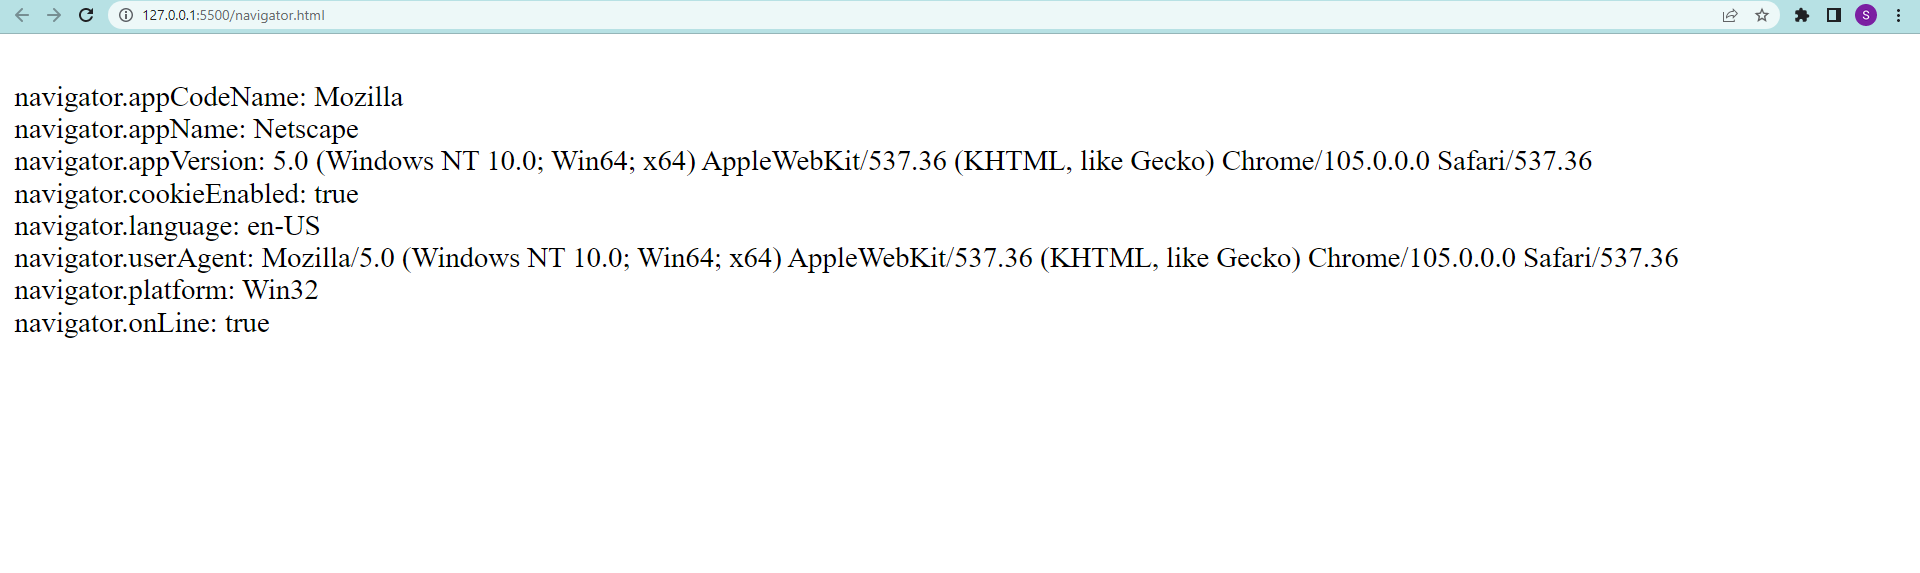 127.0.0.1:5500/navigator.html
S
navigator.appCodeName: Mozilla
navigator.appName: Netscape
navigator.appVersion: 5.0 (Windows NT 10.0; Win64; x64) AppleWebKit/537.36 (KHTML, like Gecko) Chrome/105.0.0.0 Safari/537.36
navigator.cookieEnabled: true
navigator.language: en-US
navigator.userAgent: Mozilla/5.0 (Windows NT 10.0; Win64; x64) AppleWebKit/537.36 (KHTML, like Gecko) Chrome/105.0.0.0 Safari/537.36
navigator.platform: Win32
navigator.onLine: true